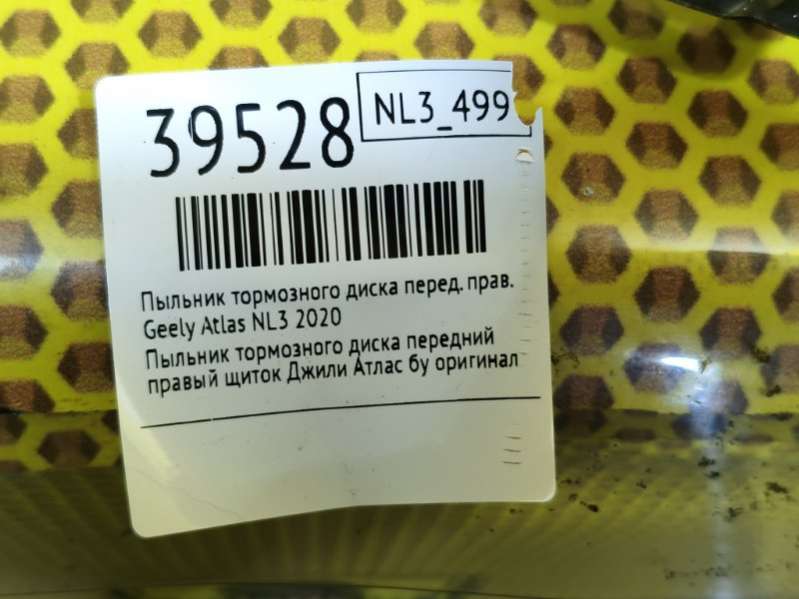 39528
NL3_499
Пыльник тормозного диска перед. прав.
Geely Atlas NL3 2020
Пыльник тормозного диска передний
правый щиток Джили Атлас бу оригинал